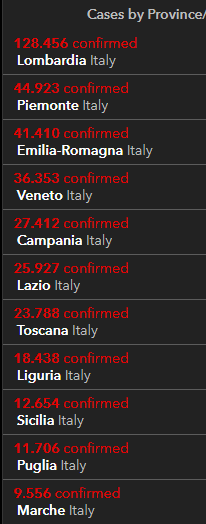 Cases by Province/
128.456 confirmed
Lombardia Italy
44.923 confirmed
Piemonte Italy
41.410 confirmed
Emilia-Romagna Italy
36.353 confirmed
Veneto Italy
27.412 confirmed
Campania Italy
25.927 confirmed
Lazio Italy
23.788 confirmed
Toscana Italy
18.438 confirmed
Liguria Italy
12.654 confirmed
Sicilia Italy
11.706 confirmed
Puglia Italy
9.556 confirmed
Marche Italy